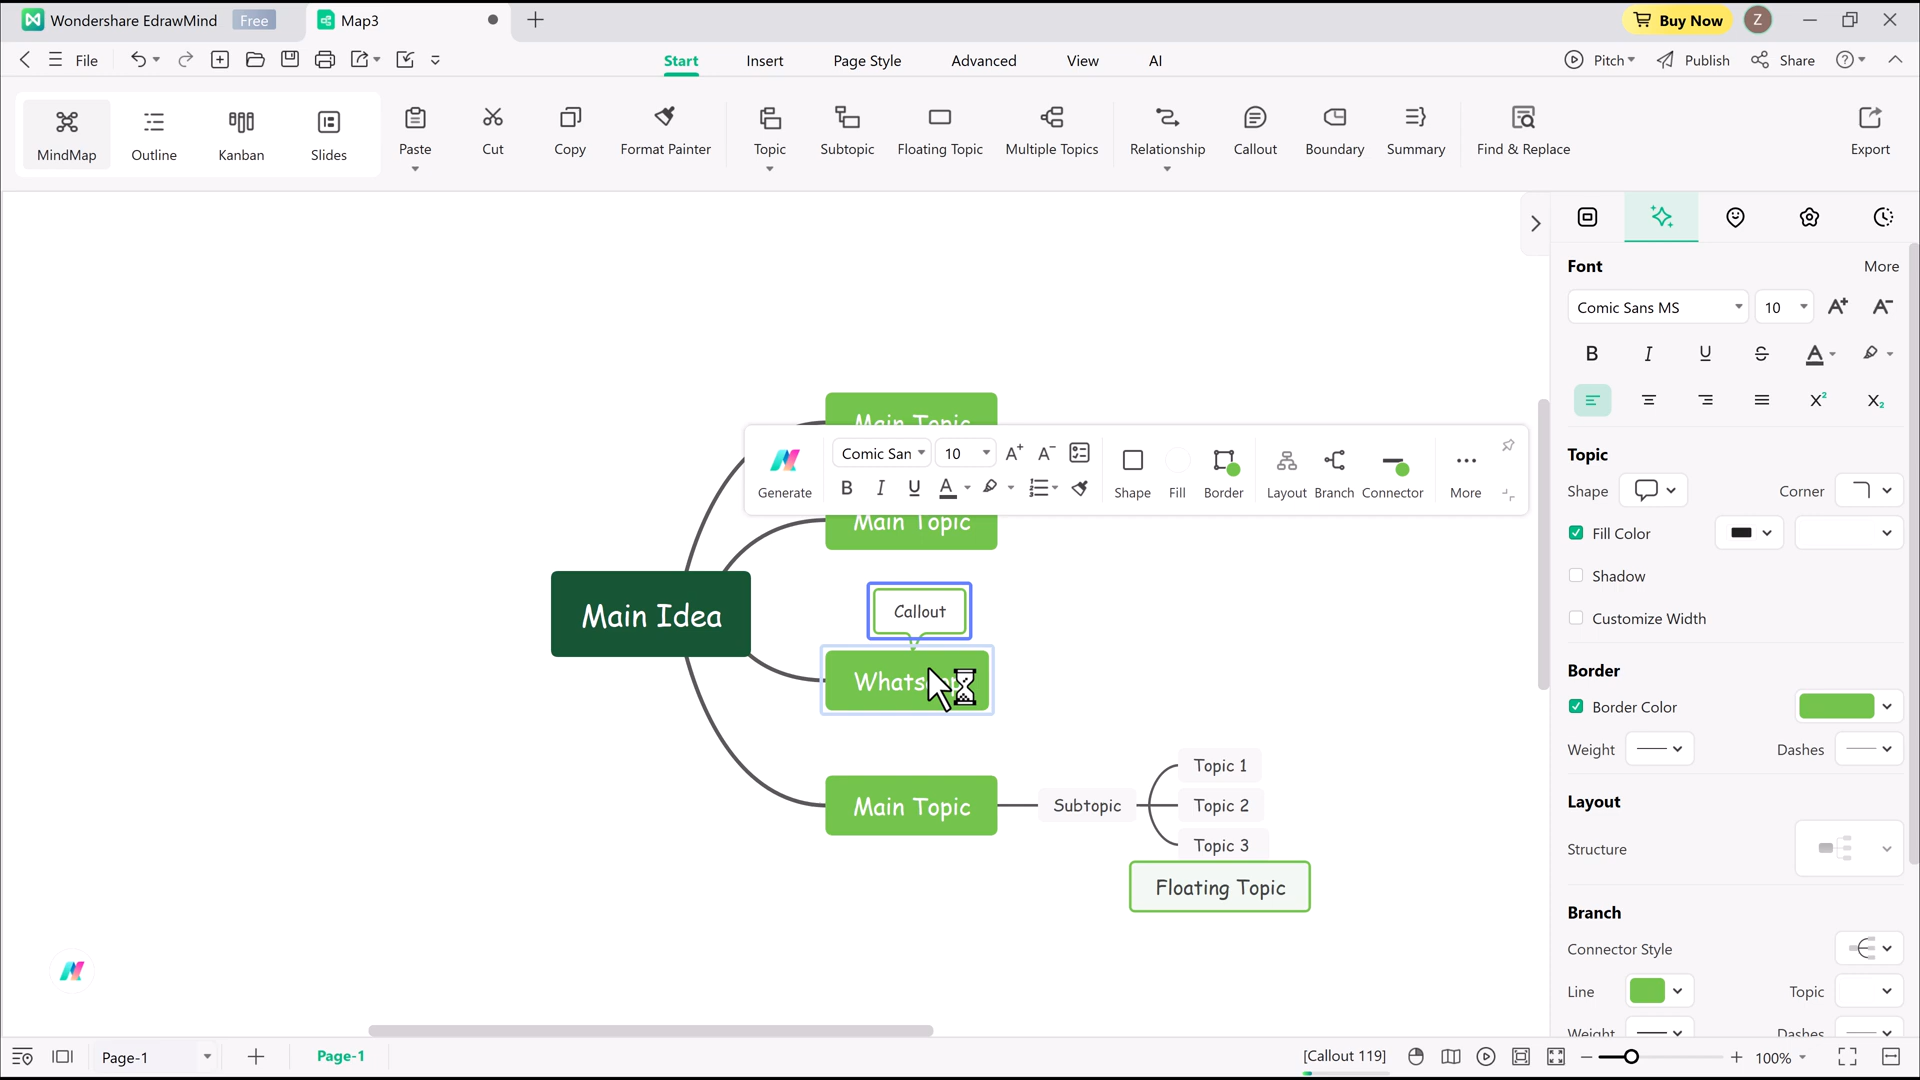 Wondershare EdrawMind Free Map3 Buy Now Z
File Start Insert Page Style Advanced View AI Pitch Publish Share
MindMap Outline Kanban Slides Paste Cut Copy Format Painter Topic Subtopic Floating Topic Multiple Topics Relationship Callout Boundary Summary Find & Replace Export
Font More
Comic Sans MS 10 A+ A-
B I U S A
X² X₂
Topic
Shape Corner
Fill Color
Shadow
Customize Width
Border
Border Color
Weight Dashes
Layout
Structure
Branch
Connector Style
Line Topic
Weight Dashes
Main Topic
Comic San 10 A+ A-
B I U A
Generate Shape Fill Border Layout Branch Connector More
Main Topic
Main Idea
Callout
Main Topic
Subtopic
Topic 1
Topic 2
Topic 3
Floating Topic
Page-1 Page-1 [Callout 119] 100%